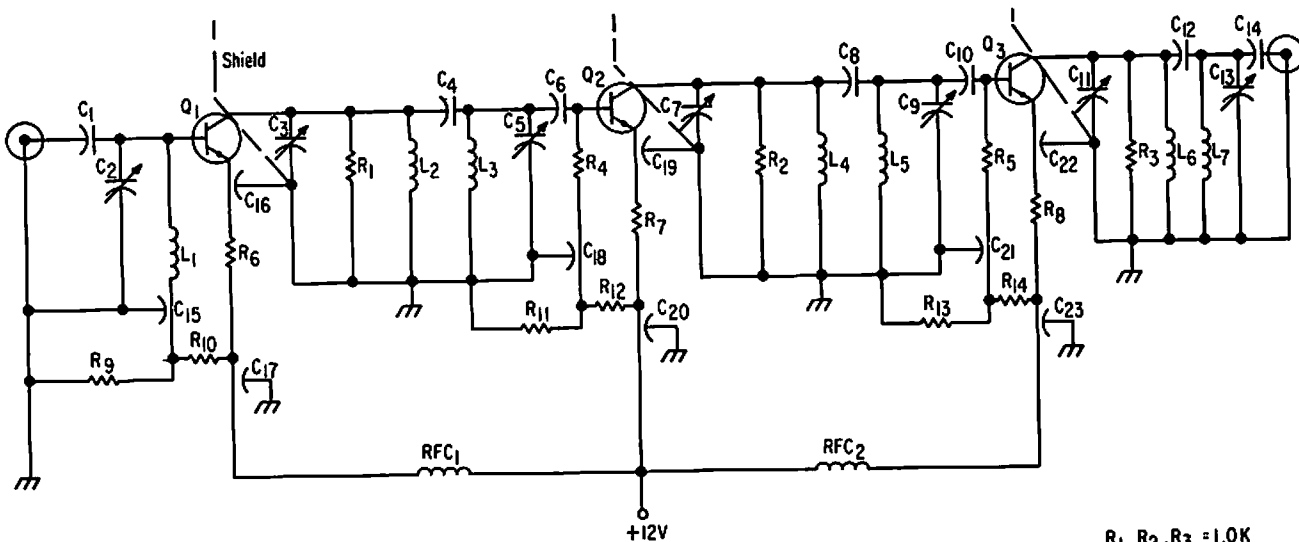 Shield
C1
C2
L1
C15
R9
R10
Q1
C16
R6
C17
C3
R1
L2
C4
L3
C5
C6
R4
C18
R11
R12
Q2
C19
R7
C20
C7
R2
L4
C8
L5
C9
C10
R5
C21
R13
R14
Q3
C22
R8
C23
C11
R3
L6
C12
L7
C13
C14
RFC1
RFC2
+12V
R1, R2, R3 = 1.0K